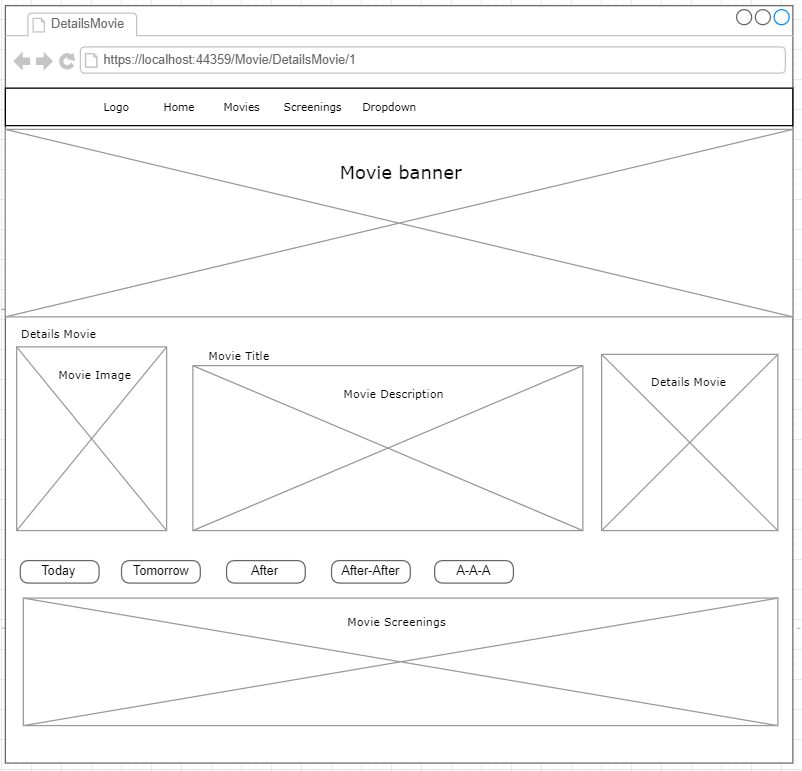 DetailsMovie
https://localhost:44359/Movie/DetailsMovie/1
Logo Home Movies Screenings Dropdown
Movie banner
Details Movie
Movie Title
Movie Image
Movie Description
Details Movie
Today Tomorrow After After-After A-A-A
Movie Screenings